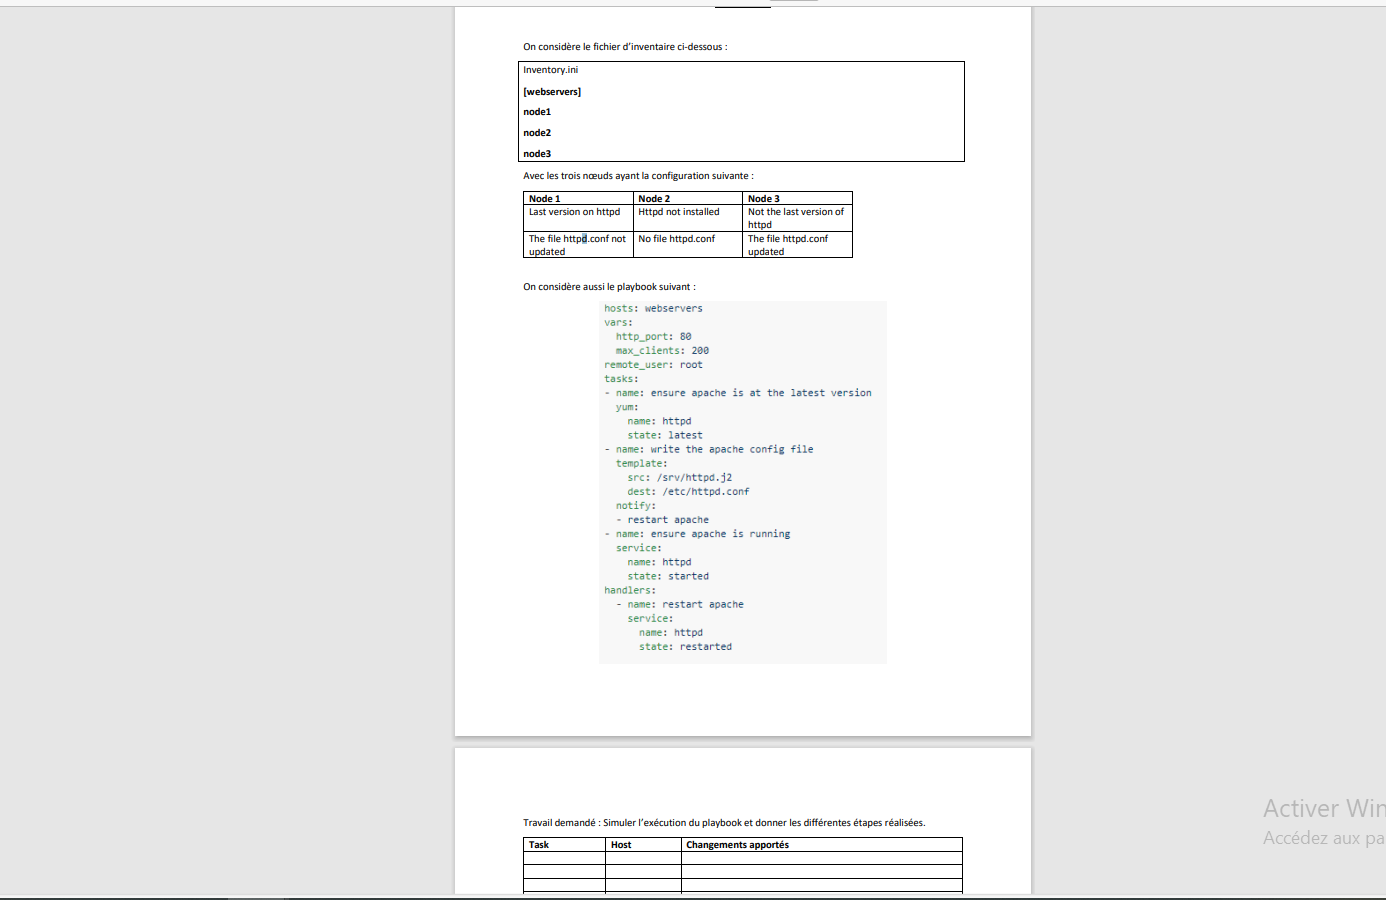 On considère le fichier d'inventaire ci-dessous :
Inventory.ini
[webservers]
node1
node2
node3
Avec les trois nœuds ayant la configuration suivante :
Node 1 Node 2 Node 3
Last version on httpd Httpd not installed Not the last version of
httpd
The file httpd.conf not No file httpd.conf The file httpd.conf
updated updated
On considère aussi le playbook suivant :
hosts: webservers
vars:
http_port: 80
max_clients: 200
remote_user: root
tasks:
- name: ensure apache is at the latest version
yum:
name: httpd
state: latest
- name: write the apache config file
template:
src: /srv/httpd.j2
dest: /etc/httpd.conf
notify:
- restart apache
- name: ensure apache is running
service:
name: httpd
state: started
handlers:
- name: restart apache
service:
name: httpd
state: restarted
Travail demandé : Simuler l'exécution du playbook et donner les différentes étapes réalisées.
Task Host Changements apportés
Activer Win
Accédez aux pa